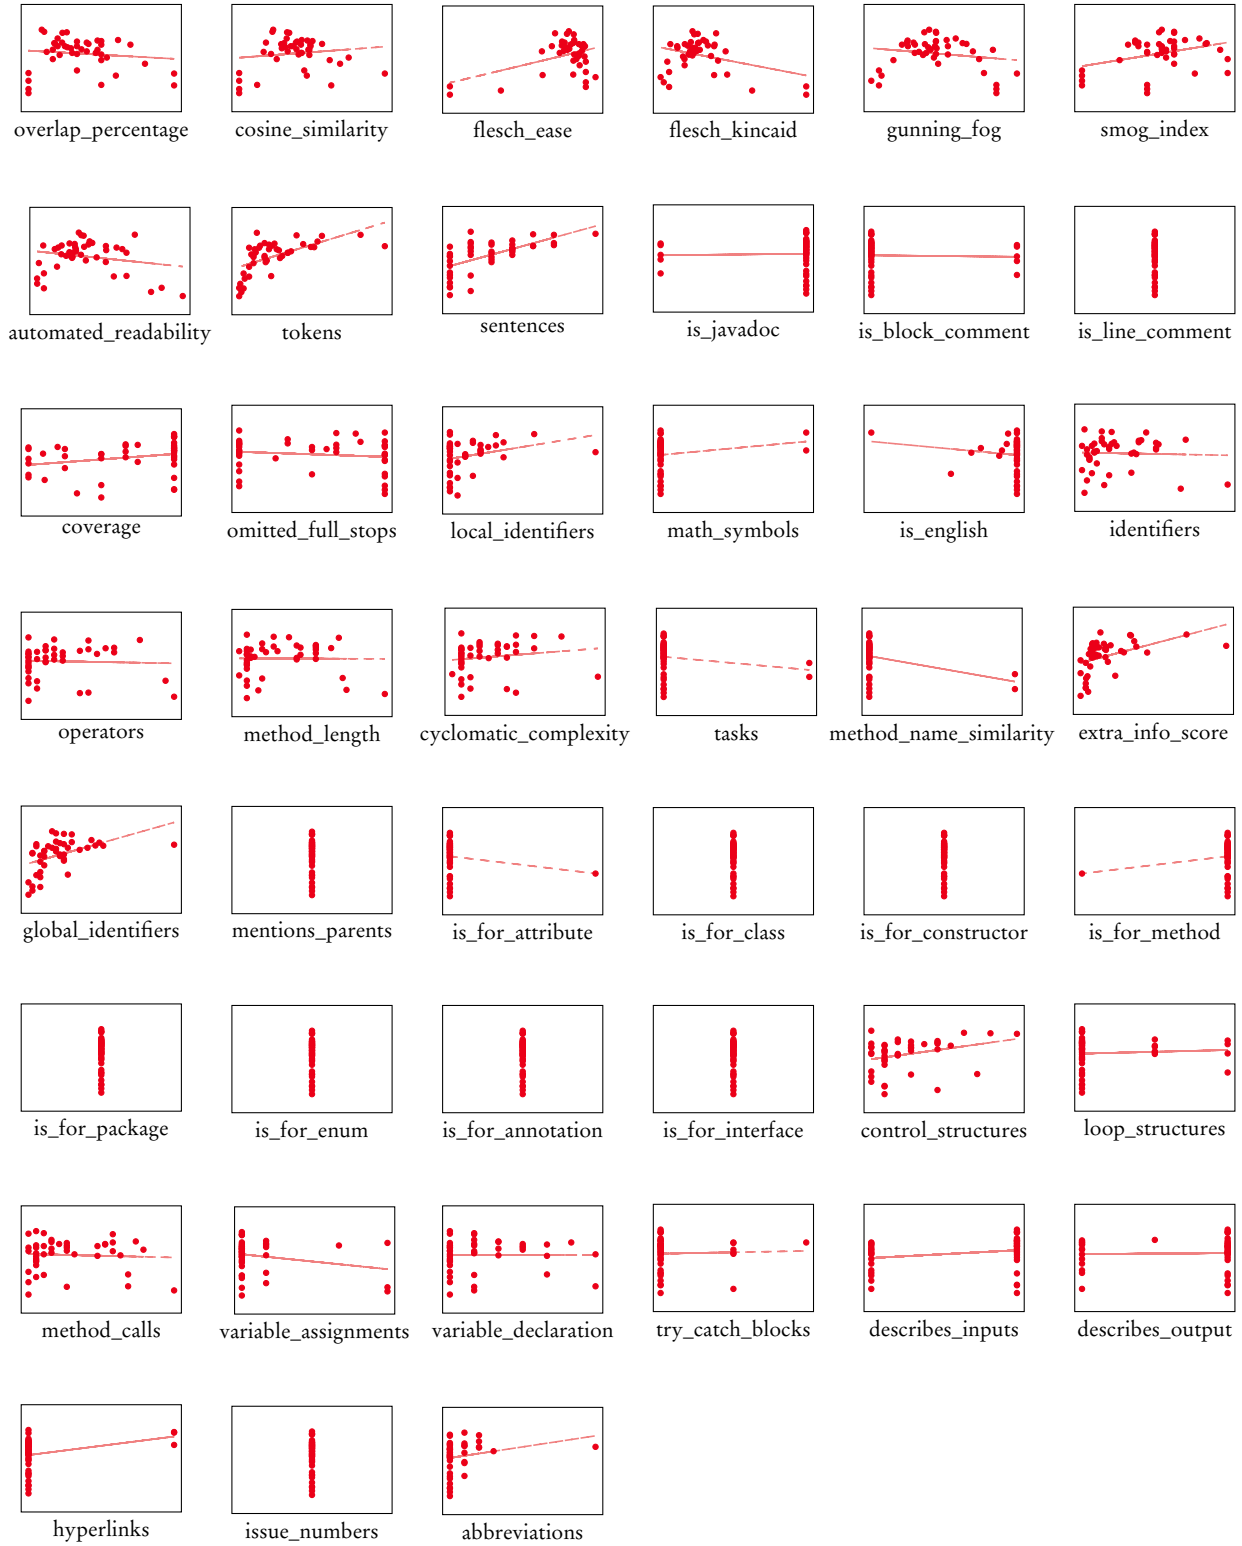 overlap_percentage
cosine_similarity
flesch_ease
flesch_kincaid
gunning_fog
smog_index
automated_readability
tokens
sentences
is_javadoc
is_block_comment
is_line_comment
coverage
omitted_full_stops
local_identifiers
math_symbols
is_english
identifiers
operators
method_length
cyclomatic_complexity
tasks
method_name_similarity
extra_info_score
global_identifiers
mentions_parents
is_for_attribute
is_for_class
is_for_constructor
is_for_method
is_for_package
is_for_enum
is_for_annotation
is_for_interface
control_structures
loop_structures
method_calls
variable_assignments
variable_declaration
try_catch_blocks
describes_inputs
describes_output
hyperlinks
issue_numbers
abbreviations